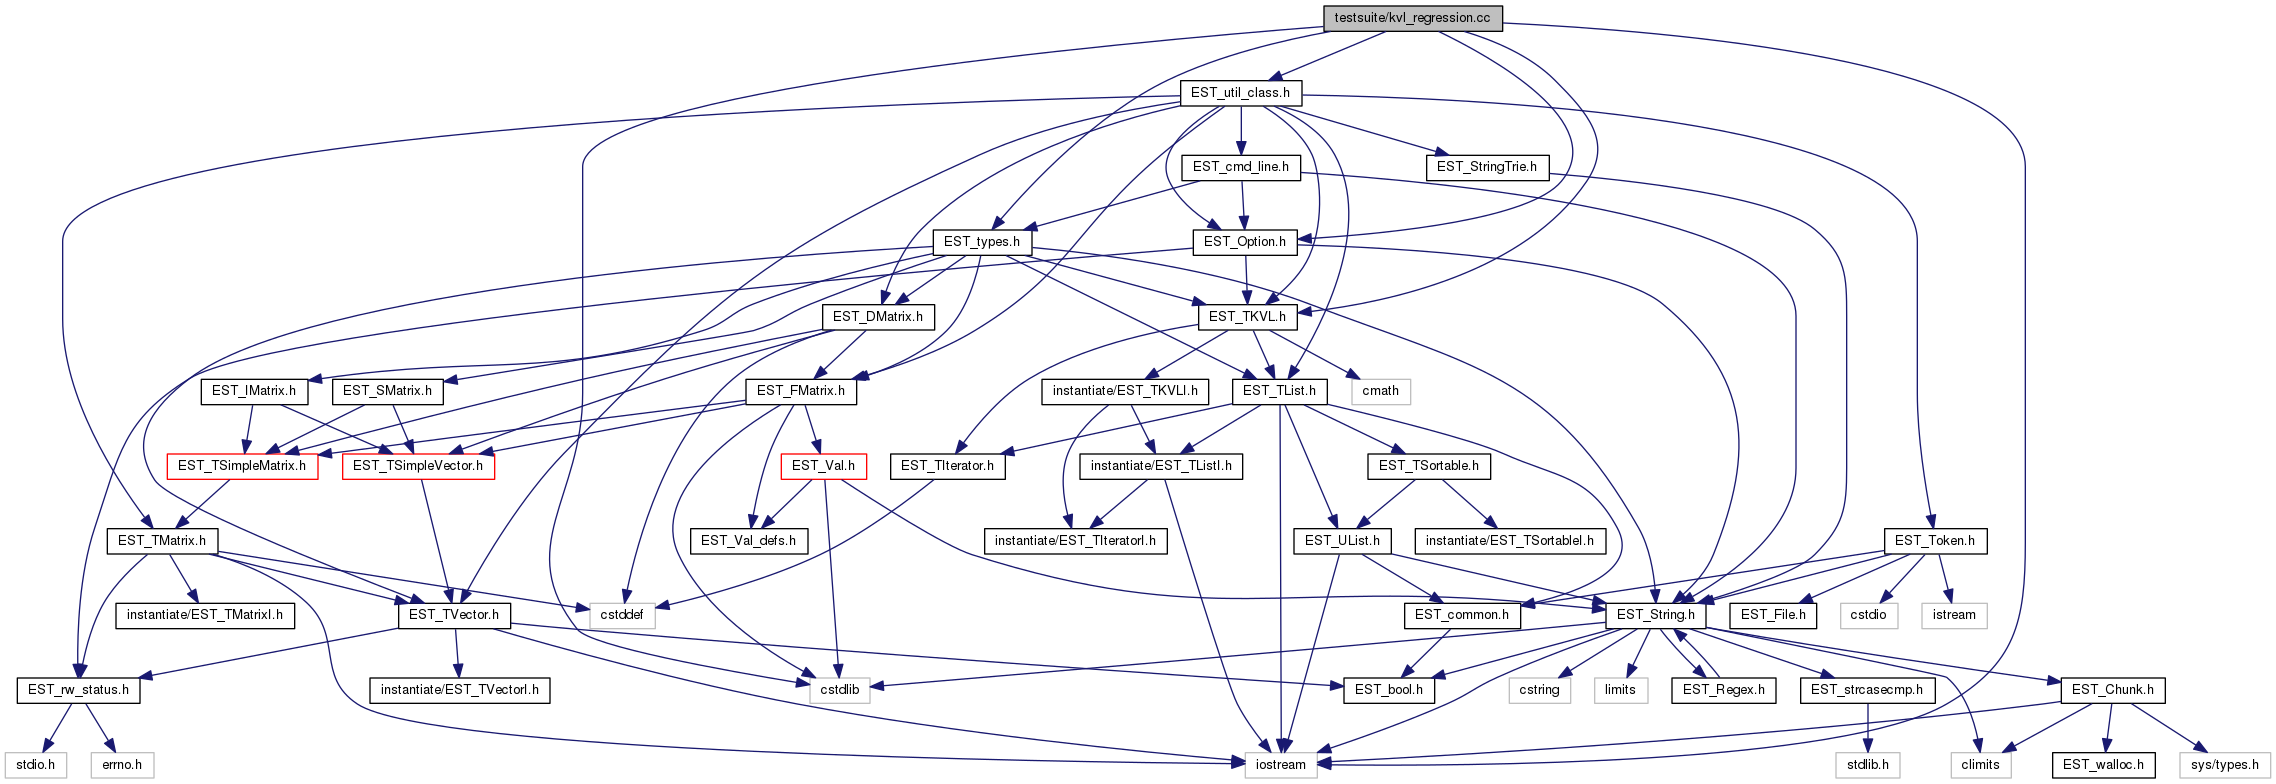 testsuite/kvl_regression.cc
EST_util_class.h
EST_cmd_line.h
EST_StringTrie.h
EST_types.h
EST_Option.h
EST_DMatrix.h
EST_TKVL.h
EST_IMatrix.h
EST_SMatrix.h
EST_FMatrix.h
instantiate/EST_TKVLI.h
EST_TList.h
cmath
EST_TSimpleMatrix.h
EST_TSimpleVector.h
EST_Val.h
EST_TIterator.h
instantiate/EST_TListI.h
EST_TSortable.h
EST_TMatrix.h
EST_Val_defs.h
instantiate/EST_TIteratorI.h
EST_UList.h
instantiate/EST_TSortableI.h
EST_Token.h
instantiate/EST_TMatrixI.h
EST_TVector.h
cstddef
EST_common.h
EST_String.h
EST_File.h
cstdio
istream
EST_rw_status.h
instantiate/EST_TVectorI.h
cstdlib
EST_bool.h
cstring
limits
EST_Regex.h
EST_strcasecmp.h
EST_Chunk.h
stdio.h
errno.h
iostream
stdlib.h
climits
EST_walloc.h
sys/types.h